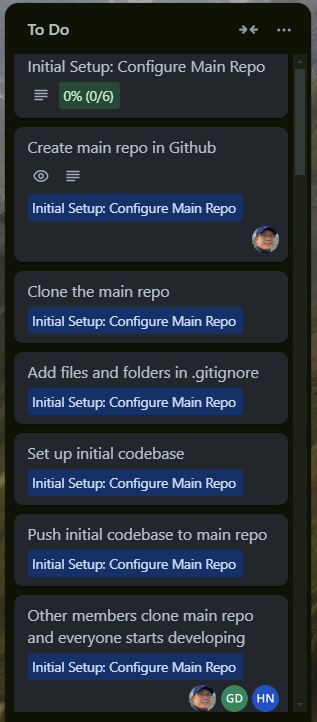 To Do
Initial Setup: Configure Main Repo
0% (0/6)
Create main repo in Github
Initial Setup: Configure Main Repo
Clone the main repo
Initial Setup: Configure Main Repo
Add files and folders in .gitignore
Initial Setup: Configure Main Repo
Set up initial codebase
Initial Setup: Configure Main Repo
Push initial codebase to main repo
Initial Setup: Configure Main Repo
Other members clone main repo
and everyone starts developing
Initial Setup: Configure Main Repo
GD HN